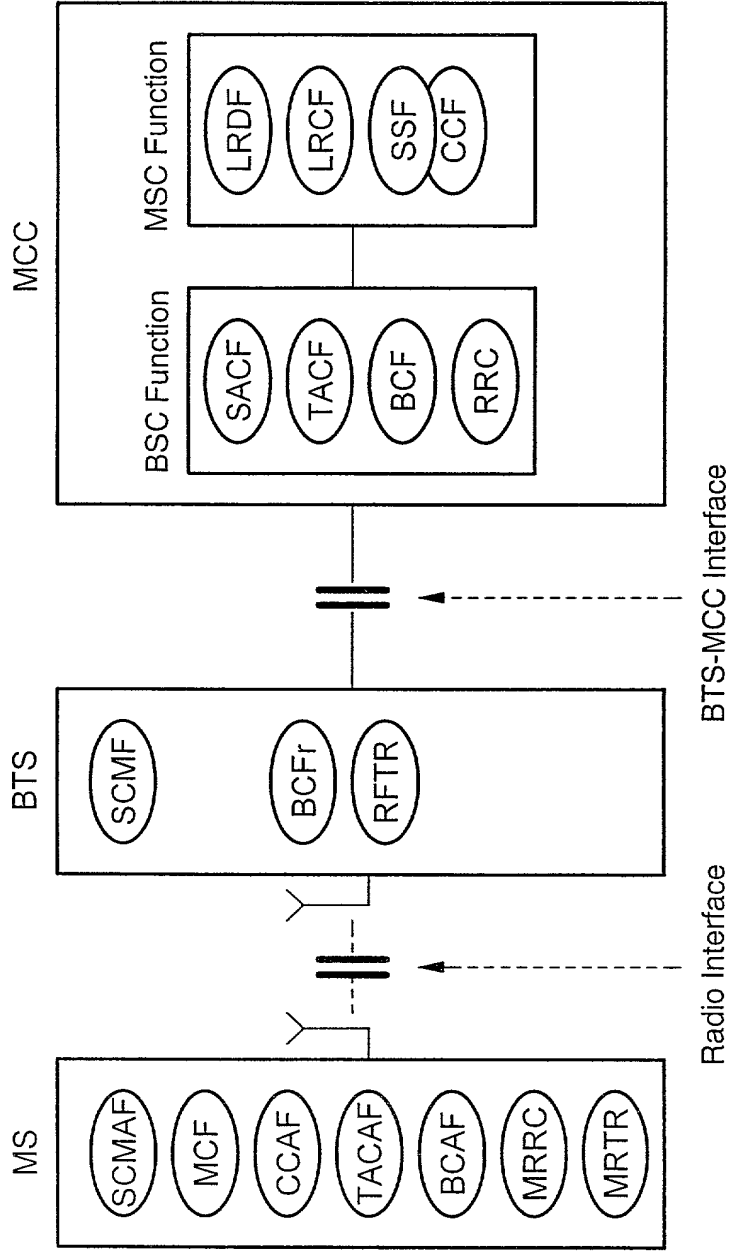 MS
SCMAF
MCF
CCAF
TACAF
BCAF
MRRC
MRTR
Radio Interface
BTS
SCMF
BCFr
RFTR
BTS-MCC Interface
MCC
BSC Function
SACF
TACF
BCF
RRC
MSC Function
LRDF
LRCF
SSF
CCF